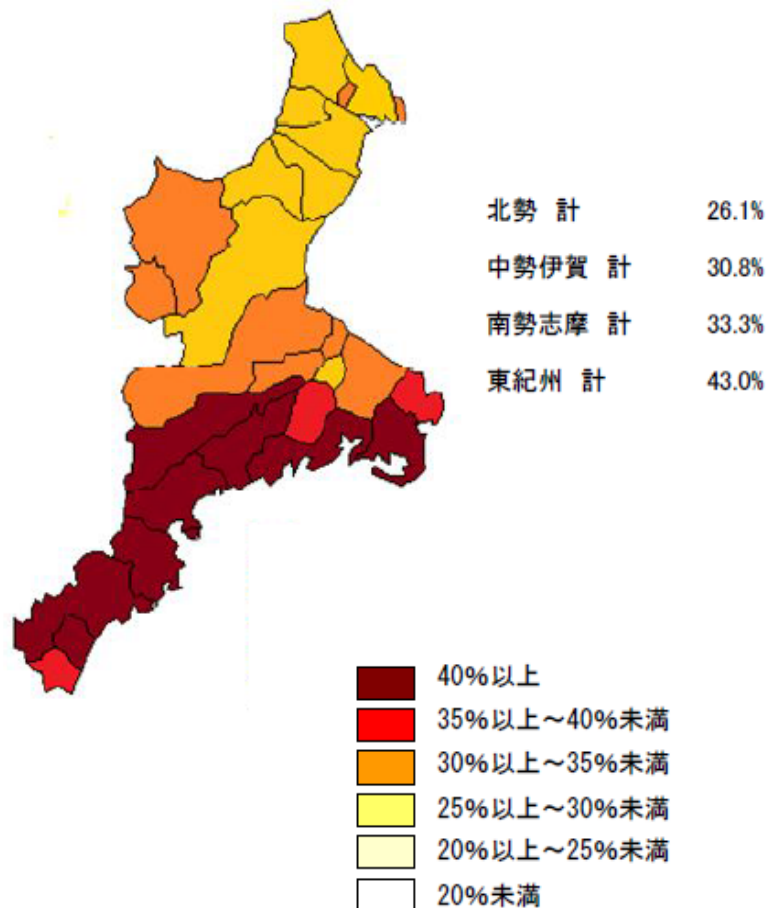 北勢 計 26.1%
中勢伊賀 計 30.8%
南勢志摩 計 33.3%
東紀州 計 43.0%
40%以上
35%以上～40%未満
30%以上～35%未満
25%以上～30%未満
20%以上～25%未満
20%未満